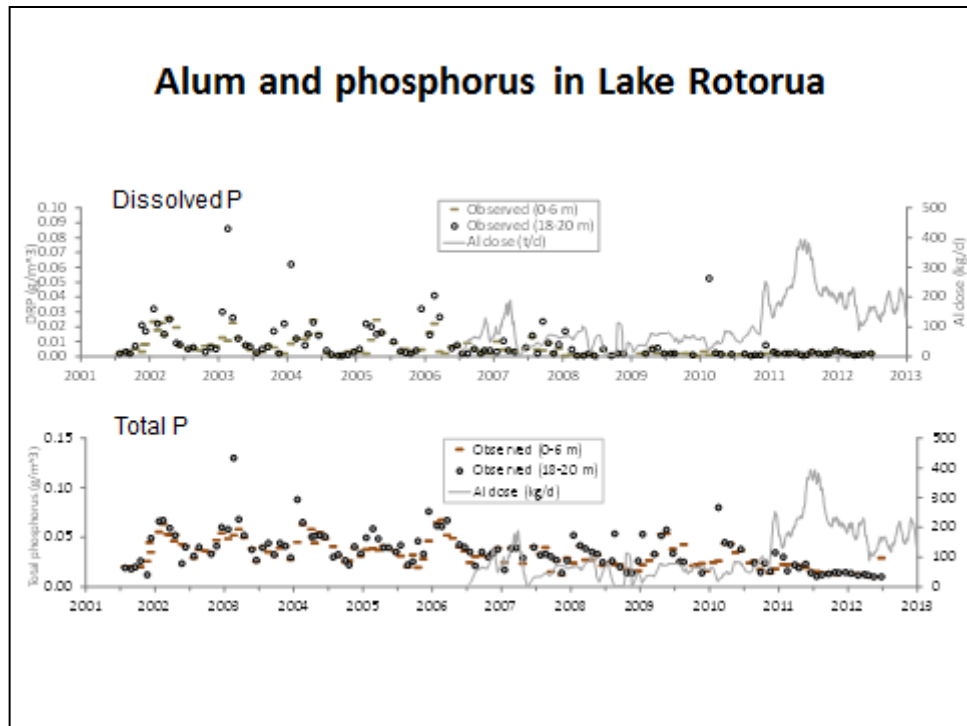 Alum and phosphorus in Lake Rotorua
Dissolved P
Observed (0-6 m)
Observed (18-20 m)
Al dose (t/d)
DRP (g/m^3)
0.10
0.09
0.08
0.07
0.06
0.05
0.04
0.03
0.02
0.01
0.00
500
400
300
200
100
0
Al dose (kg/d)
2001 2002 2003 2004 2005 2006 2007 2008 2009 2010 2011 2012 2013
Total P
Observed (0-6 m)
Observed (18-20 m)
Al dose (kg/d)
Total phosphorus (g/m^3)
0.15
0.10
0.05
0.00
500
400
300
200
100
0
2001 2002 2003 2004 2005 2006 2007 2008 2009 2010 2011 2012 2013